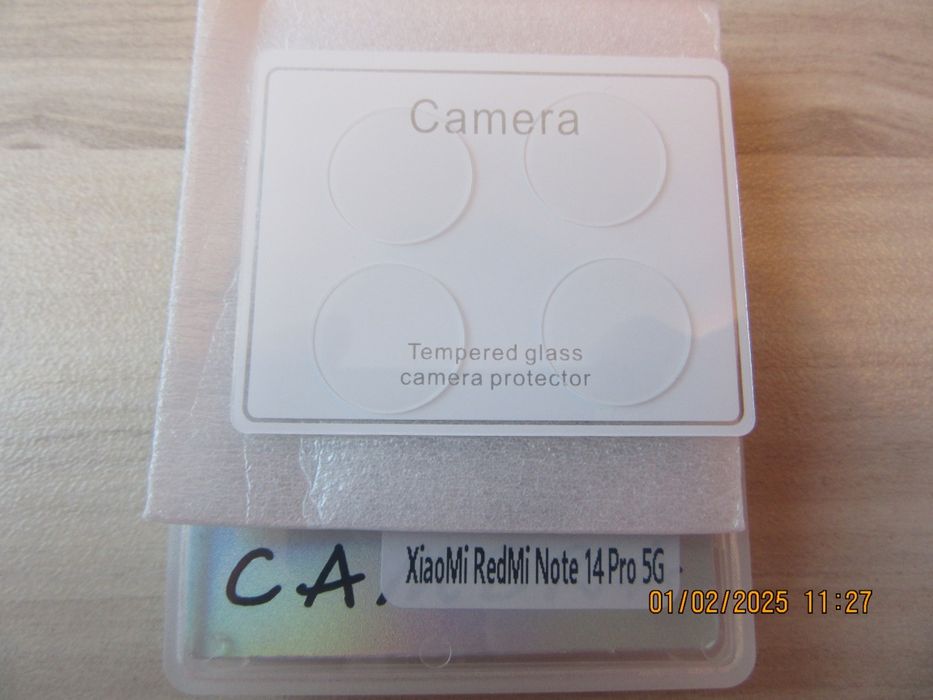 Camera
Tempered glass
camera protector
CA
XiaoMi RedMi Note 14 Pro 5G
01/02/2025 11:27